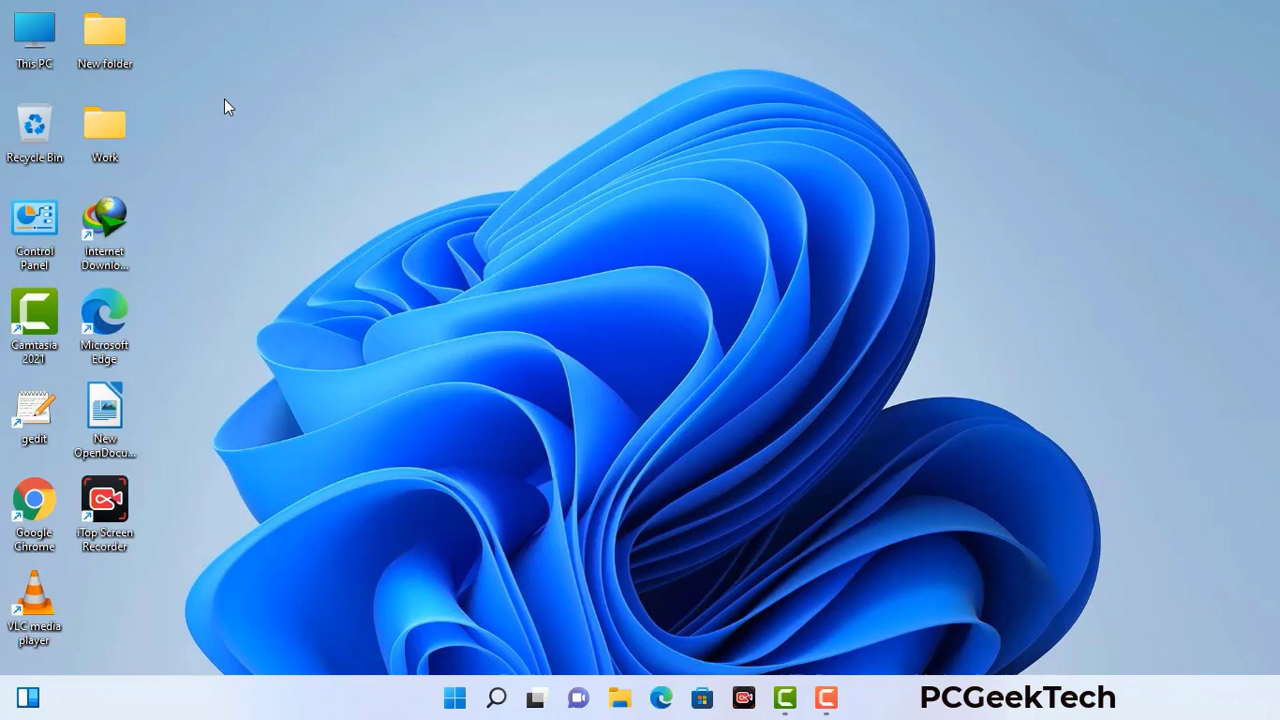 This PC
New folder
Recycle Bin
Work
Control
Panel
Internet
Downlo...
Camtasia
2021
Microsoft
Edge
gedit
New
OpenDocu...
Google
Chrome
iTop Screen
Recorder
VLC media
player
PCGeekTech